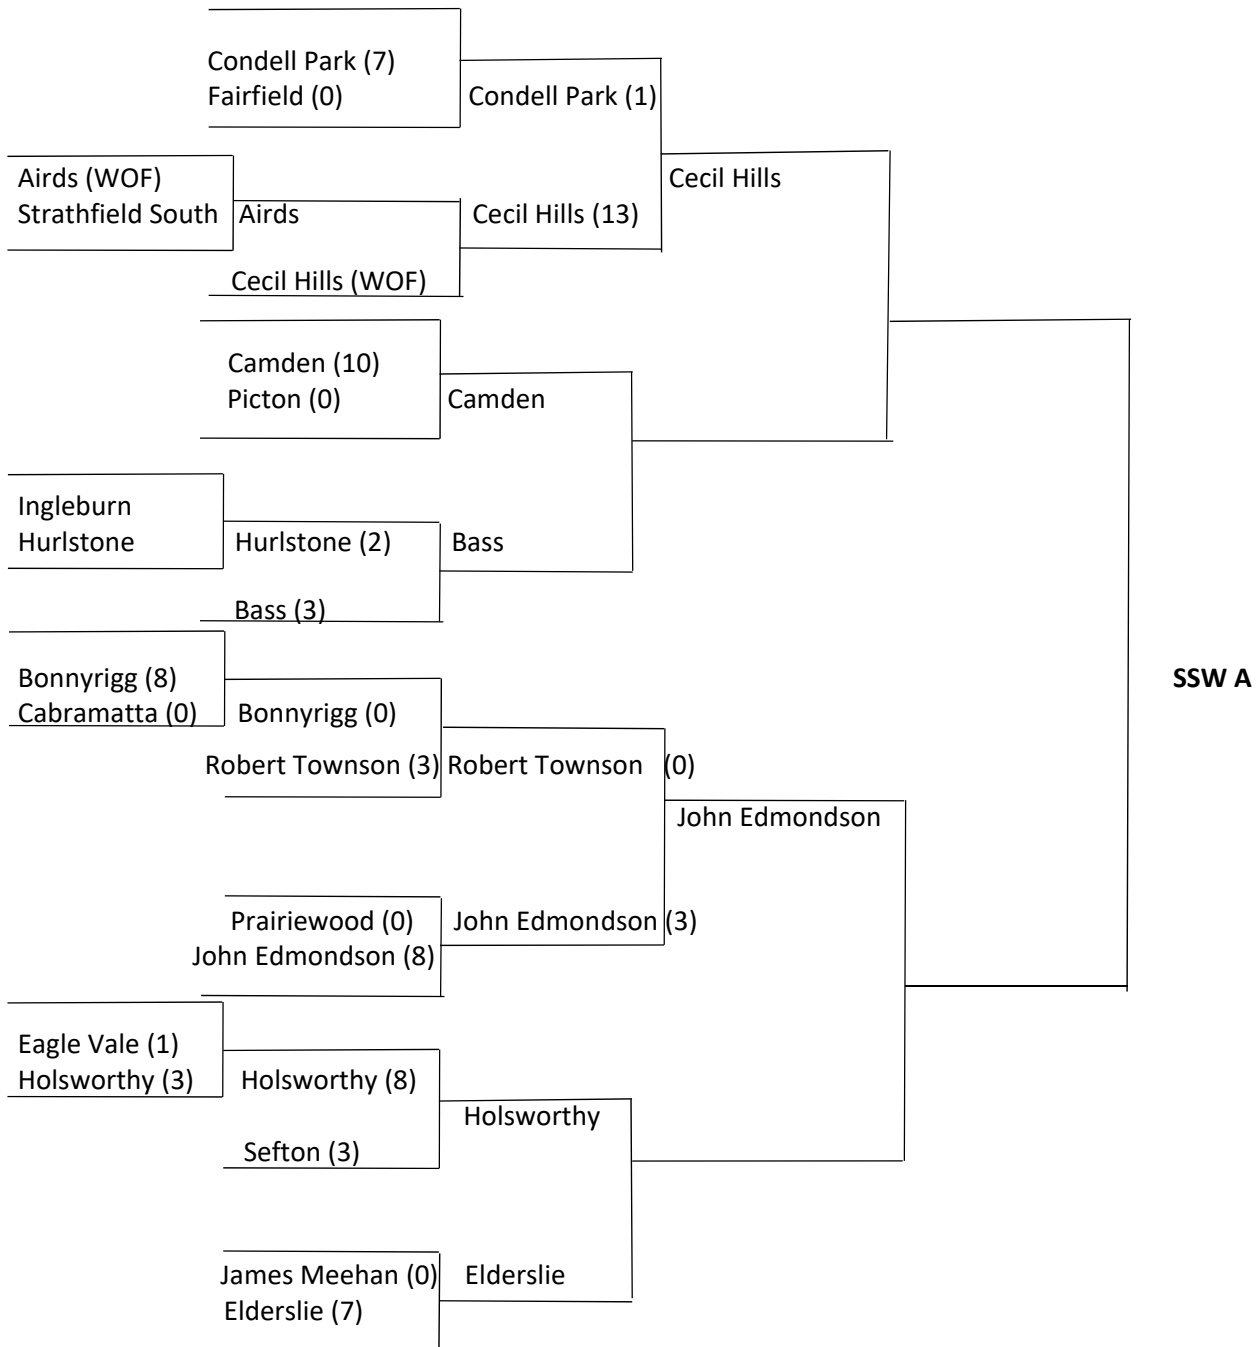 Condell Park (7)
Fairfield (0)
Condell Park (1)
Airds (WOF)
Strathfield South
Airds
Cecil Hills (13)
Cecil Hills
Cecil Hills (WOF)
Camden (10)
Picton (0)
Camden
Ingleburn
Hurlstone
Hurlstone (2)
Bass
Bass (3)
Bonnyrigg (8)
Cabramatta (0)
Bonnyrigg (0)
Robert Townson (3)
Robert Townson (0)
John Edmondson
SSW A
Prairiewood (0)
John Edmondson (8)
John Edmondson (3)
Eagle Vale (1)
Holsworthy (3)
Holsworthy (8)
Sefton (3)
Holsworthy
James Meehan (0)
Elderslie (7)
Elderslie